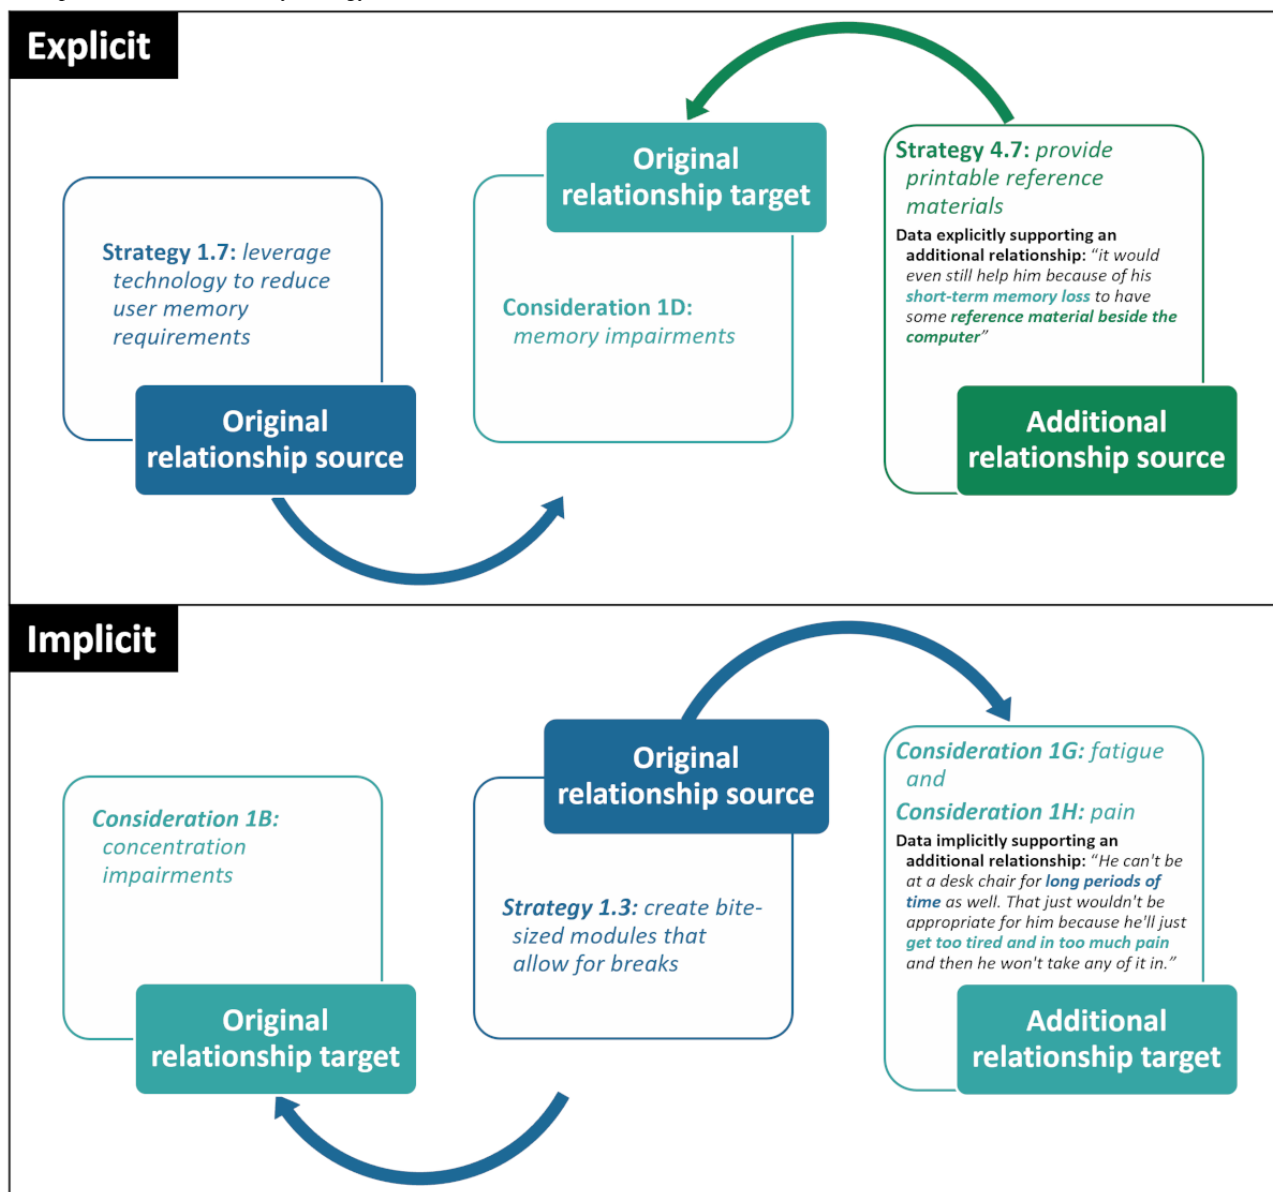 Explicit
Strategy 1.7: leverage
technology to reduce
user memory
requirements
Original
relationship source
Original
relationship target
Consideration 1D:
memory impairments
Strategy 4.7: provide
printable reference
materials
Data explicitly supporting an
additional relationship: “it would
even still help him because of his
short-term memory loss to have
some reference material beside the
computer”
Additional
relationship source
Implicit
Consideration 1B:
concentration
impairments
Original
relationship target
Original
relationship source
Strategy 1.3: create bite-
sized modules that
allow for breaks
Consideration 1G: fatigue
and
Consideration 1H: pain
Data implicitly supporting an
additional relationship: “He can't be
at a desk chair for long periods of
time as well. That just wouldn't be
appropriate for him because he'll just
get too tired and in too much pain
and then he won't take any of it in.”
Additional
relationship target